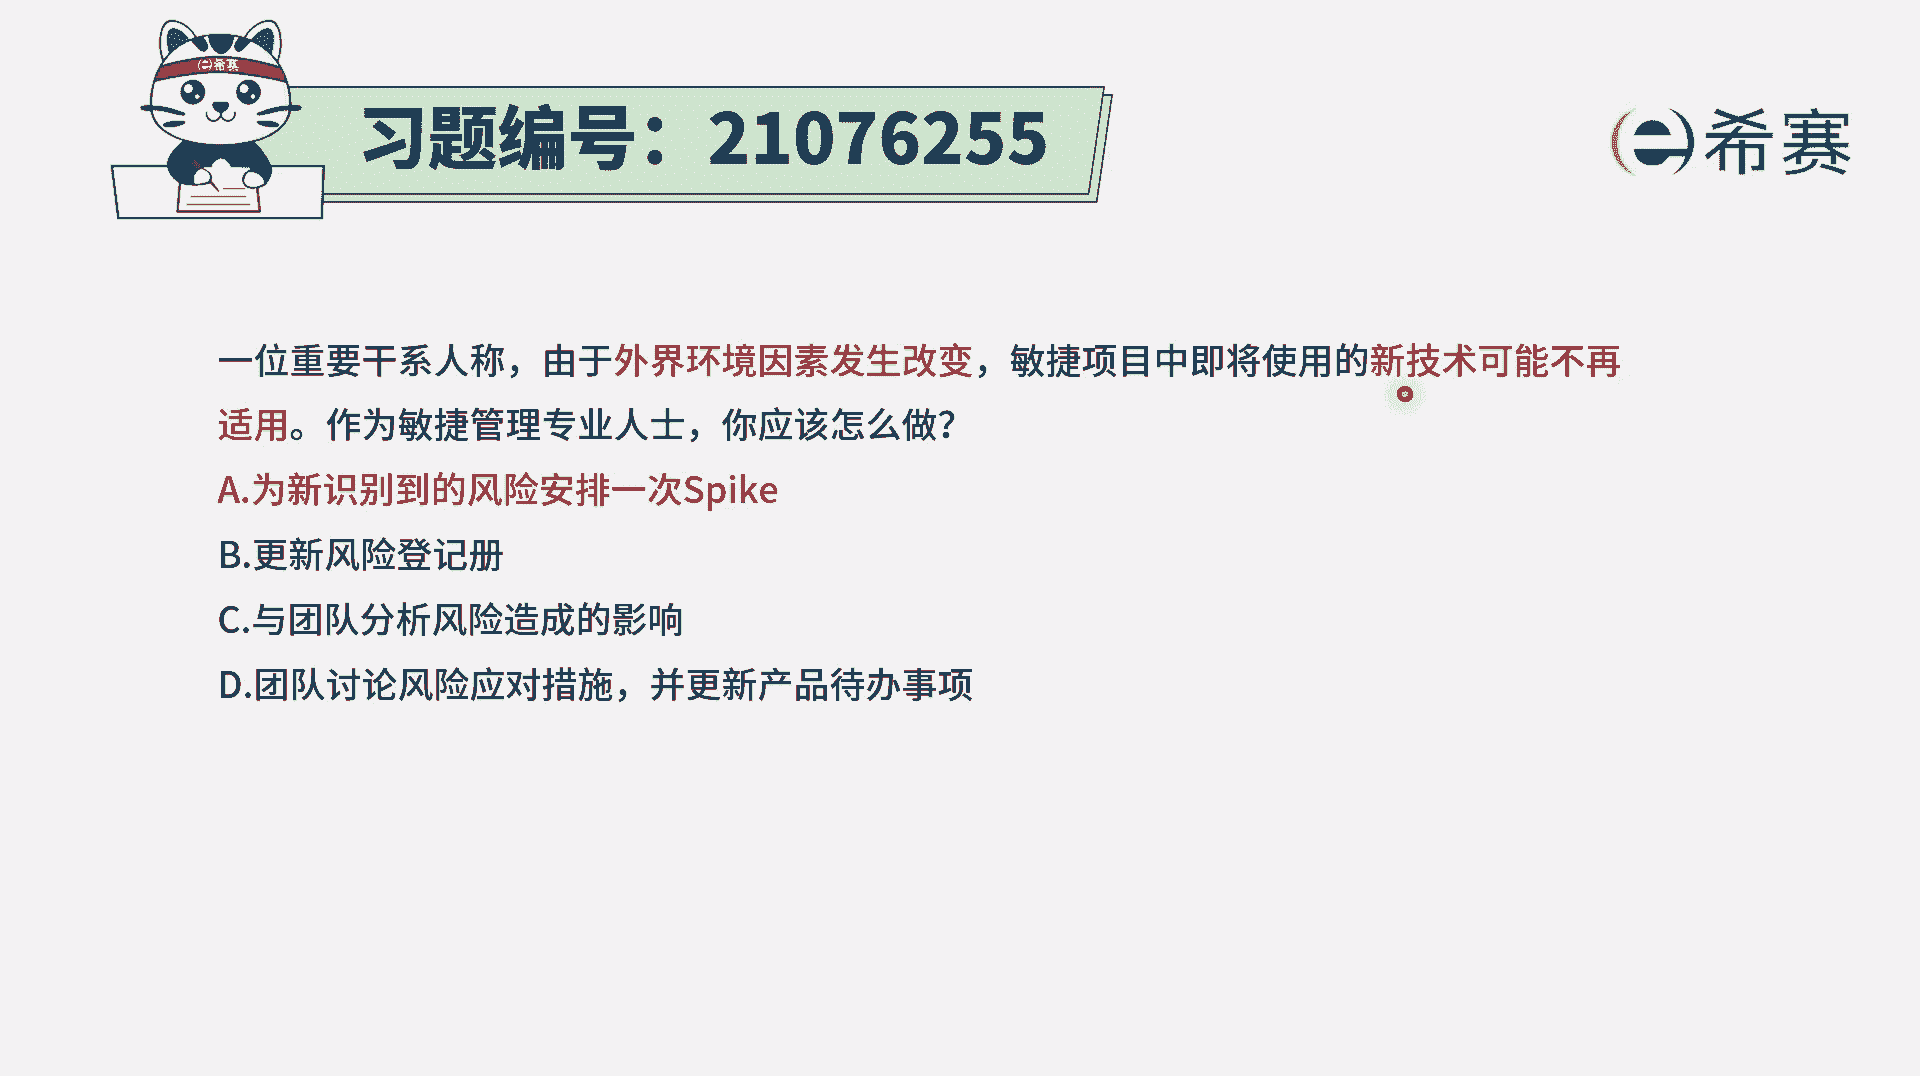 希赛
习题编号：21076255
希赛
一位重要干系人称，由于外界环境因素发生改变，敏捷项目中即将使用的新技术可能不再
适用。作为敏捷管理专业人士，你应该怎么做？
A.为新识别到的风险安排一次Spike
B.更新风险登记册
C.与团队分析风险造成的影响
D.团队讨论风险应对措施，并更新产品待办事项